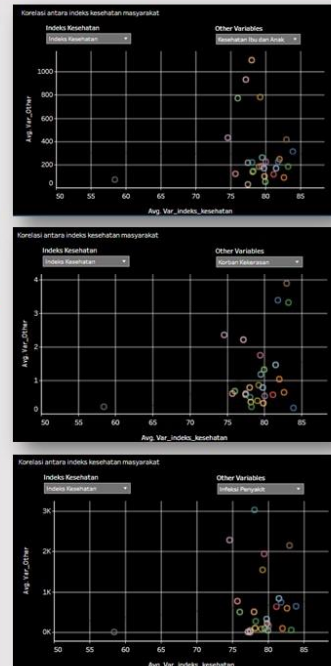 Korelasi antara indeks kesehatan masyarakat
Indeks Kesehatan Other Variables
Indeks Kesehatan Kesehatan Ibu dan Anak
Avg. Var_Other
1000
800
600
400
200
0
50 55 60 65 70 75 80 85
Avg. Var_indeks_kesehatan
Korelasi antara indeks kesehatan masyarakat
Indeks Kesehatan Other Variables
Indeks Kesehatan Korban Kekerasan
Avg. Var_Other
4
3
2
1
0
50 55 60 65 70 75 80 85
Avg. Var_indeks_kesehatan
Korelasi antara indeks kesehatan masyarakat
Indeks Kesehatan Other Variables
Indeks Kesehatan Infeksi Penyakit
Avg. Var_Other
3K
2K
1K
0K
50 55 60 65 70 75 80 85
Avg. Var_indeks_kesehatan